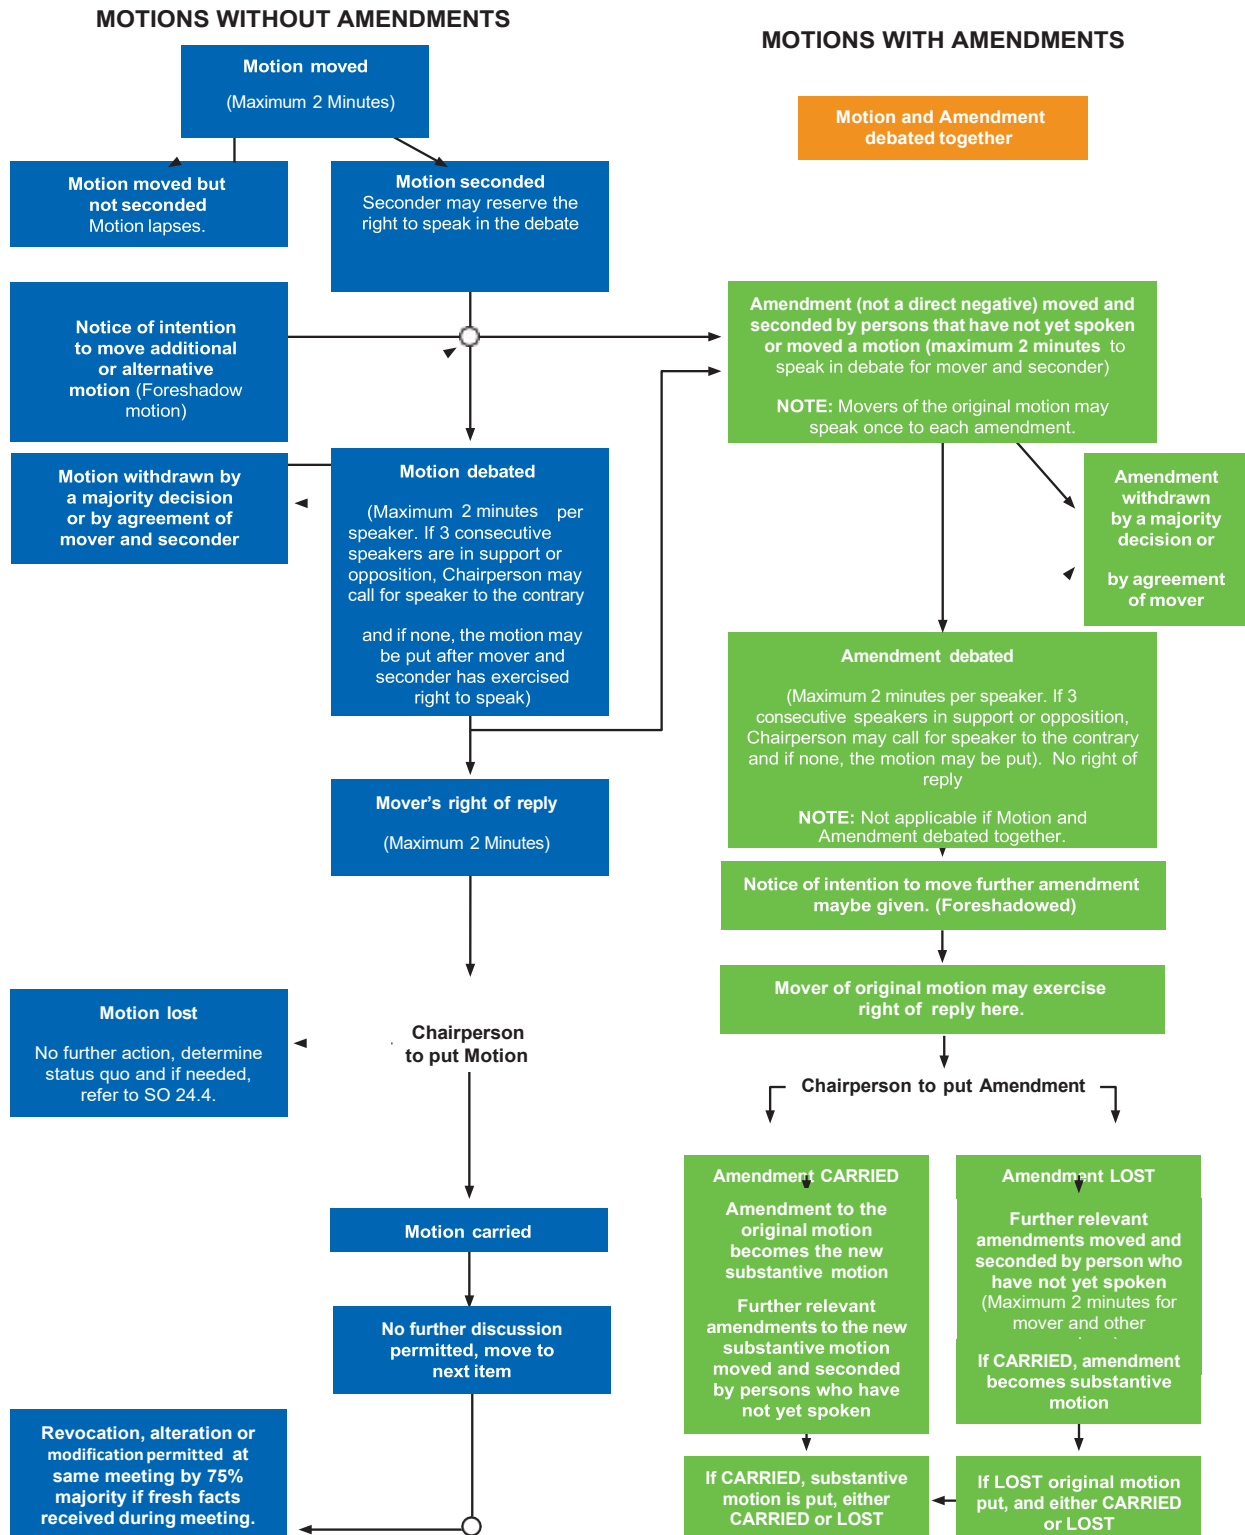 MOTIONS WITHOUT AMENDMENTS
Motion moved
(Maximum 2 Minutes)
Motion moved but
not seconded
Motion lapses.
Motion seconded
Seconder may reserve the
right to speak in the debate
Notice of intention
to move additional
or alternative
motion (Foreshadow
motion)
Motion withdrawn by
a majority decision
or by agreement of
mover and seconder
Motion debated
(Maximum 2 minutes per
speaker. If 3 consecutive
speakers are in support or
opposition, Chairperson may
call for speaker to the contrary
and if none, the motion may
be put after mover and
seconder has exercised
right to speak)
Mover's right of reply
(Maximum 2 Minutes)
Motion lost
No further action, determine
status quo and if needed,
refer to SO 24.4.
Chairperson
to put Motion
Motion carried
No further discussion
permitted, move to
next item
Revocation, alteration or
modification permitted at
same meeting by 75%
majority if fresh facts
received during meeting.
MOTIONS WITH AMENDMENTS
Motion and Amendment
debated together
Amendment (not a direct negative) moved and
seconded by persons that have not yet spoken
or moved a motion (maximum 2 minutes to
speak in debate for mover and seconder)
NOTE: Movers of the original motion may
speak once to each amendment.
Amendment
withdrawn
by a majority
decision or
by agreement
of mover
Amendment debated
(Maximum 2 minutes per speaker. If 3
consecutive speakers in support or opposition,
Chairperson may call for speaker to the contrary
and if none, the motion may be put). No right of
reply
NOTE: Not applicable if Motion and
Amendment debated together.
Notice of intention to move further amendment
maybe given. (Foreshadowed)
Mover of original motion may exercise
right of reply here.
Chairperson to put Amendment
Amendment CARRIED
Amendment to the
original motion
becomes the new
substantive motion
Further relevant
amendments to the new
substantive motion
moved and seconded
by persons who have
not yet spoken
If CARRIED, substantive
motion is put, either
CARRIED or LOST
Amendment LOST
Further relevant
amendments moved and
seconded by person who
have not yet spoken
(Maximum 2 minutes for
mover and other
If CARRIED, amendment
becomes substantive
motion
If LOST original motion
put, and either CARRIED
or LOST